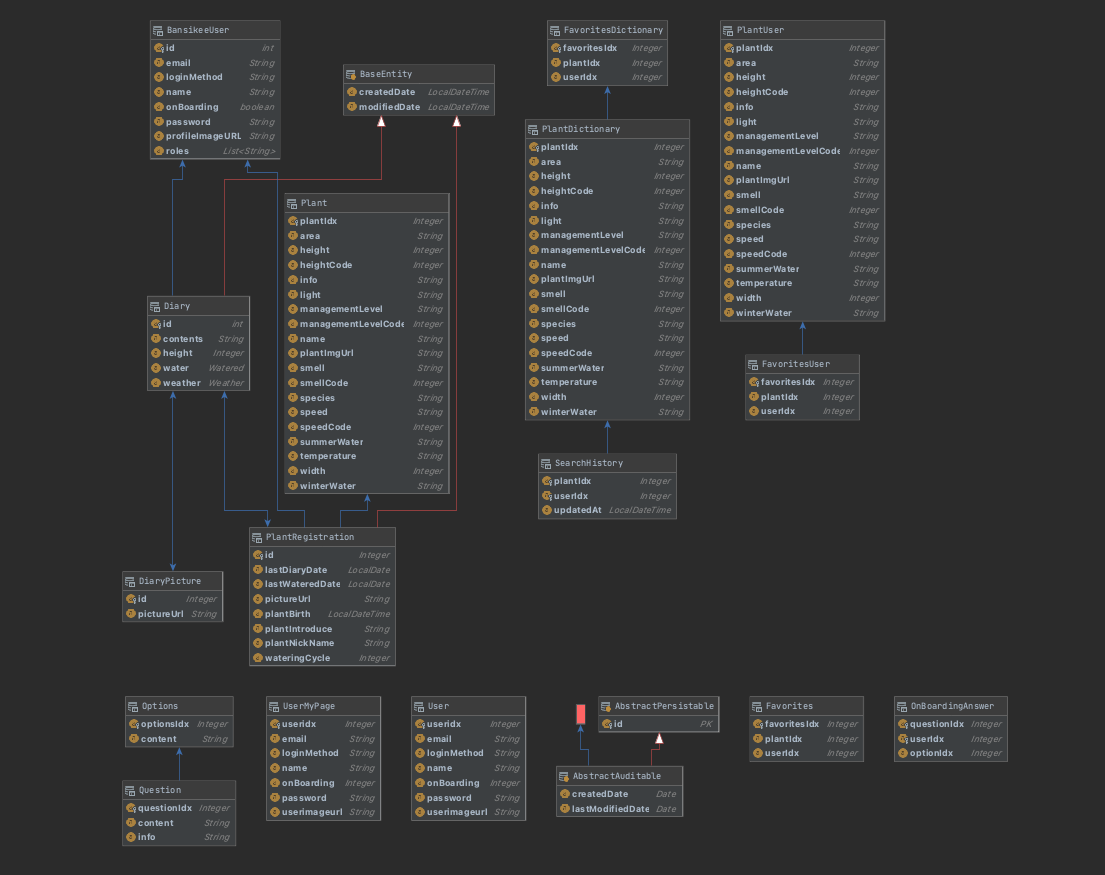 BansikeeUser
id int
email String
loginMethod String
name String
onBoarding boolean
password String
profileImageURL String
roles List<String>
BaseEntity
createdDate LocalDateTime
modifiedDate LocalDateTime
FavoritesDictionary
favoritesIdx Integer
plantIdx Integer
userIdx Integer
PlantUser
plantIdx Integer
area String
height Integer
heightCode Integer
info String
light String
managementLevel String
managementLevelCode Integer
name String
plantImgUrl String
smell String
smellCode Integer
species String
speed String
speedCode Integer
summerWater String
temperature String
width Integer
winterWater String
PlantDictionary
plantIdx Integer
area String
height Integer
heightCode Integer
info String
light String
managementLevel String
managementLevelCode Integer
name String
plantImgUrl String
smell String
smellCode Integer
species String
speed String
speedCode Integer
summerWater String
temperature String
width Integer
winterWater String
Plant
plantIdx Integer
area String
height Integer
heightCode Integer
info String
light String
managementLevel String
managementLevelCode Integer
name String
plantImgUrl String
smell String
smellCode Integer
species String
speed String
speedCode Integer
summerWater String
temperature String
width Integer
winterWater String
Diary
id int
contents String
height Integer
water Watered
weather Weather
FavoritesUser
favoritesIdx Integer
plantIdx Integer
userIdx Integer
SearchHistory
plantIdx Integer
userIdx Integer
updatedAt LocalDateTime
PlantRegistration
id Integer
lastDiaryDate LocalDate
lastWateredDate LocalDate
pictureUrl String
plantBirth LocalDateTime
plantIntroduce String
plantNickName String
wateringCycle Integer
DiaryPicture
id Integer
pictureUrl String
Options
optionsIdx Integer
content String
UserMyPage
useridx Integer
email String
loginMethod String
name String
onBoarding Integer
password String
userimageurl String
User
useridx Integer
email String
loginMethod String
name String
onBoarding Integer
password String
userimageurl String
AbstractPersistable
id PK
Favorites
favoritesIdx Integer
plantIdx Integer
userIdx Integer
OnBoardingAnswer
questionIdx Integer
userIdx Integer
optionIdx Integer
AbstractAuditable
createdDate Date
lastModifiedDate Date
Question
questionIdx Integer
content String
info String